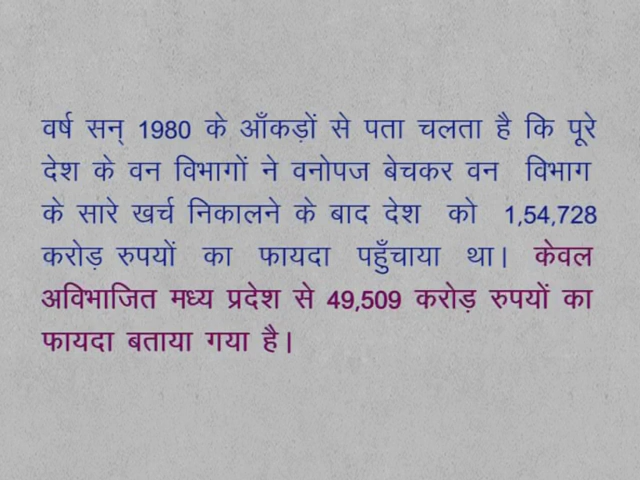 वर्ष सन् 1980 के आँकड़ों से पता चलता है कि पूरे
देश के वन विभागों ने वनोपज बेचकर वन विभाग
के सारे खर्च निकालने के बाद देश को 1,54,728
करोड़ रुपयों का फायदा पहुँचाया था। केवल
अविभाजित मध्य प्रदेश से 49,509 करोड़ रुपयों का
फायदा बताया गया है।